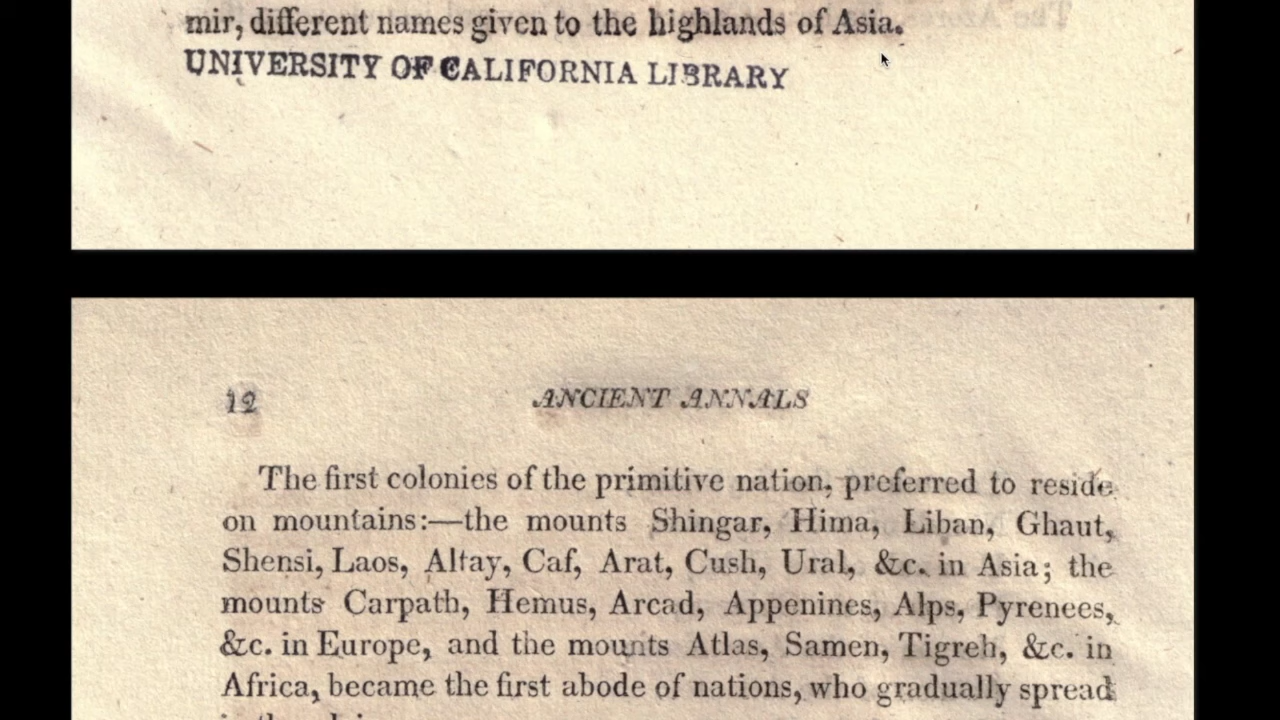 mir, different names given to the highlands of Asia.
UNIVERSITY OF CALIFORNIA LIBRARY
12
ANCIENT ANNALS
The first colonies of the primitive nation, preferred to reside
on mountains:—the mounts Shingar, Hima, Liban, Ghaut,
Shensi, Laos, Altay, Caf, Arat, Cush, Ural, &c. in Asia; the
mounts Carpath, Hemus, Arcad, Appenines, Alps, Pyrenees,
&c. in Europe, and the mounts Atlas, Samen, Tigreh, &c. in
Africa, became the first abode of nations, who gradually spread